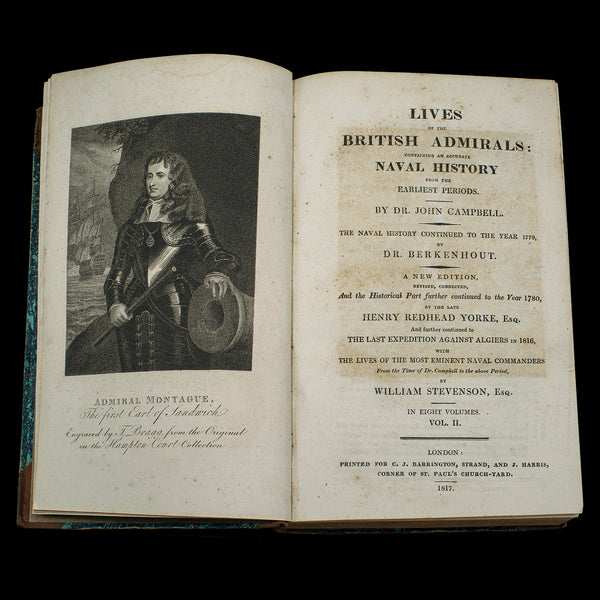 ADMIRAL MONTAGUE,
The first Earl of Sandwich
Engraved by T. Bragg, from the Original
in the Hampton Court Collection.
LIVES
OF THE
BRITISH ADMIRALS:
CONTAINING AN ACCURATE
NAVAL HISTORY
FROM THE
EARLIEST PERIODS.
BY DR. JOHN CAMPBELL.
THE NAVAL HISTORY CONTINUED TO THE YEAR 1779,
BY
DR. BERKENHOUT.
A NEW EDITION,
REVISED, CORRECTED,
And the Historical Part further continued to the Year 1780,
BY THE LATE
HENRY REDHEAD YORKE, Esq.
And further continued to
THE LAST EXPEDITION AGAINST ALGIERS IN 1816,
WITH
THE LIVES OF THE MOST EMINENT NAVAL COMMANDERS
From the Time of Dr. Campbell to the above Period,
BY
WILLIAM STEVENSON, Esq.
IN EIGHT VOLUMES.
VOL. II.
LONDON:
PRINTED FOR C. J. BARRINGTON, STRAND, AND J. HARRIS,
CORNER OF ST. PAUL'S CHURCH-YARD.
1817.